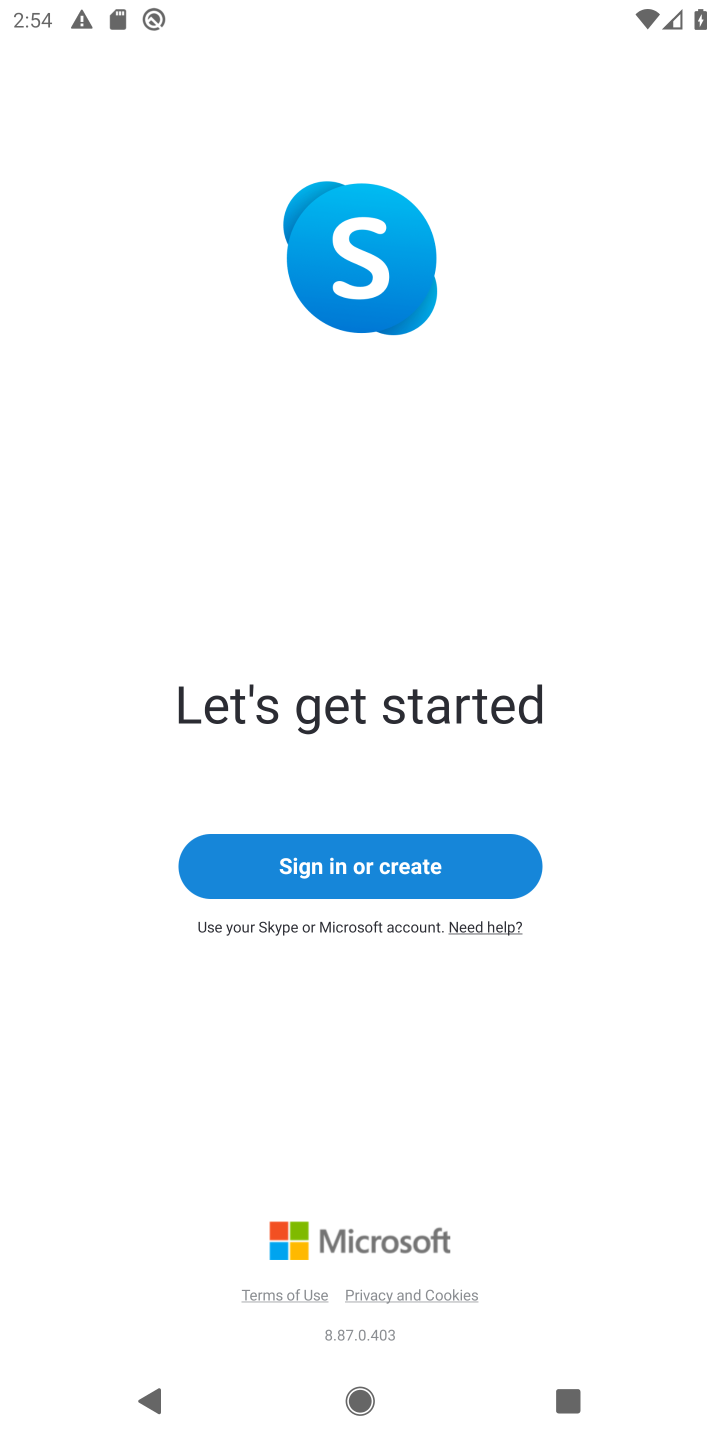 2:54
S
Let's get started
Sign in or create
Use your Skype or Microsoft account. Need help?
Microsoft
Terms of Use Privacy and Cookies
8.87.0.403